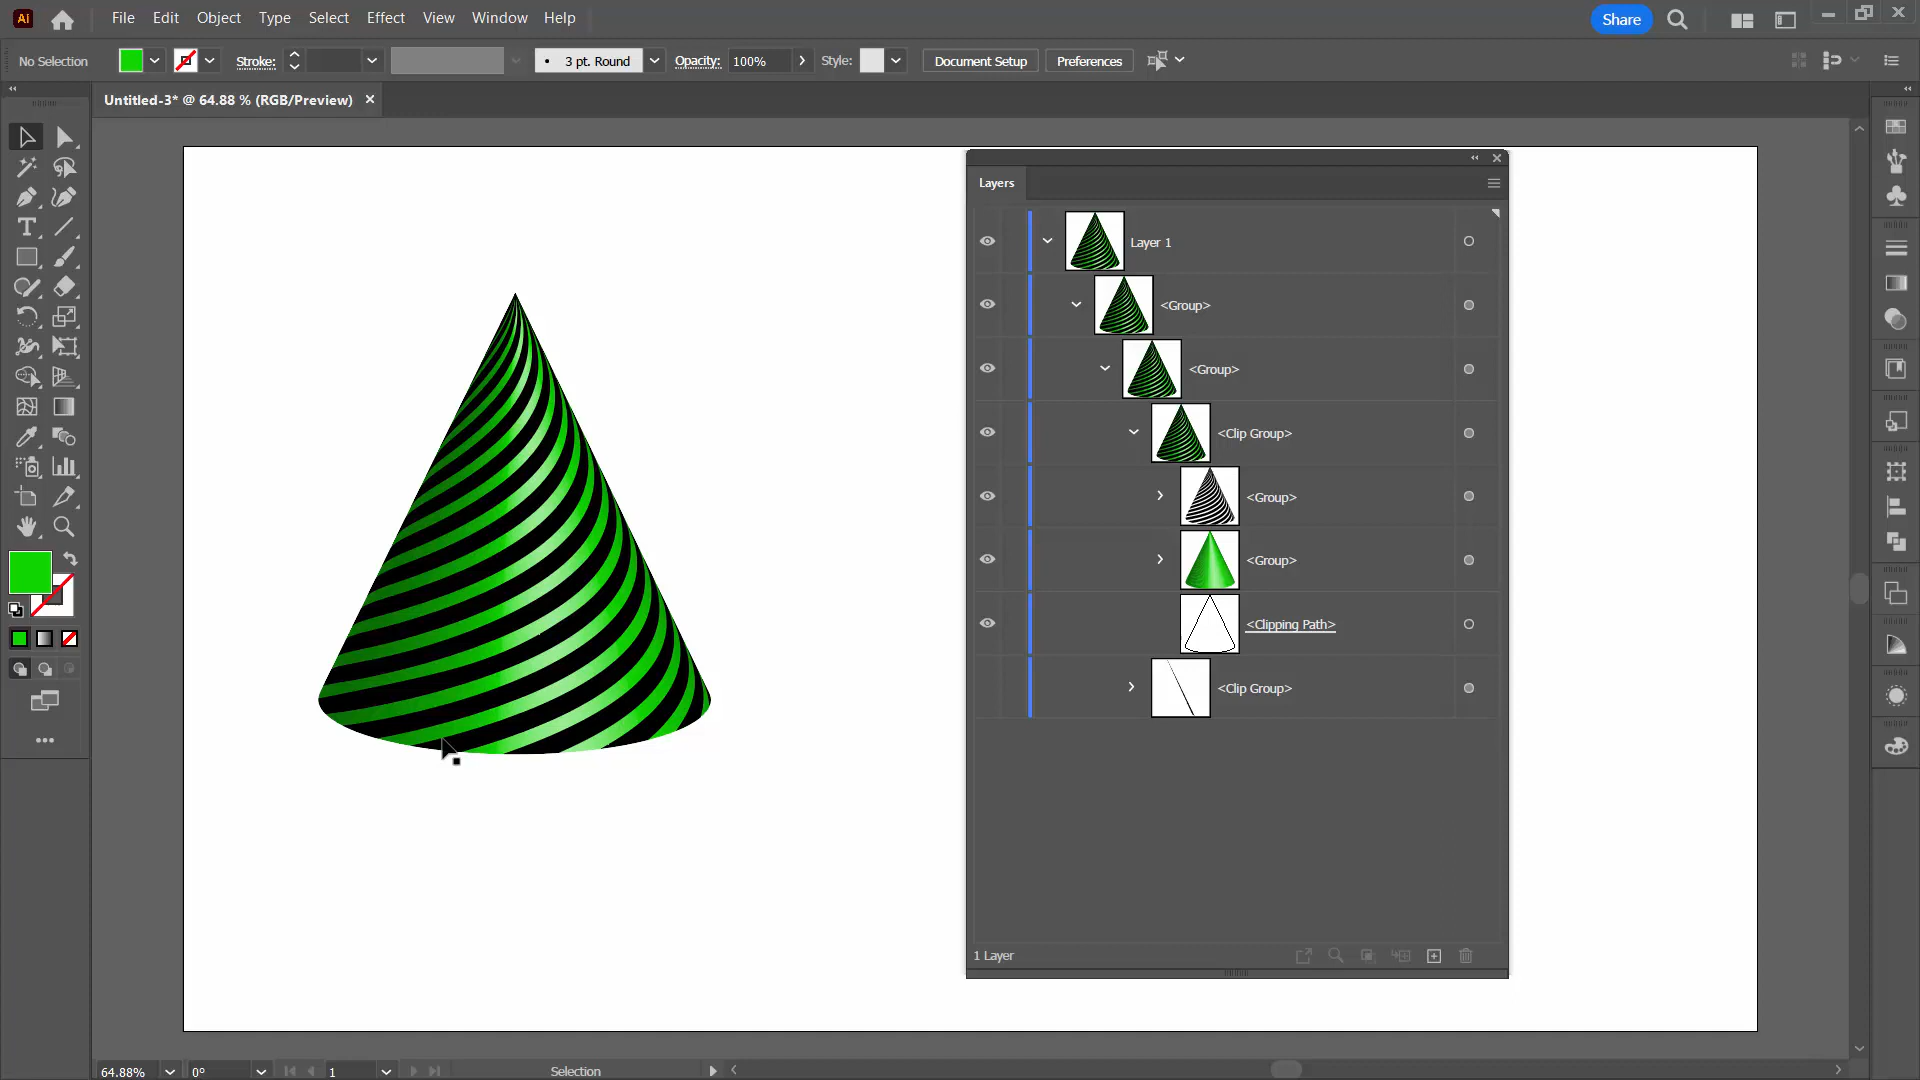 Ai File Edit Object Type Select Effect View Window Help Share
No Selection Stroke: 3 pt. Round Opacity: 100% Style: Document Setup Preferences
Untitled-3* @ 64.88 % (RGB/Preview)
Layers
Layer 1
<Group>
<Group>
<Clip Group>
<Group>
<Group>
<Clipping Path>
<Clip Group>
1 Layer
64.88% 0° 1 Selection